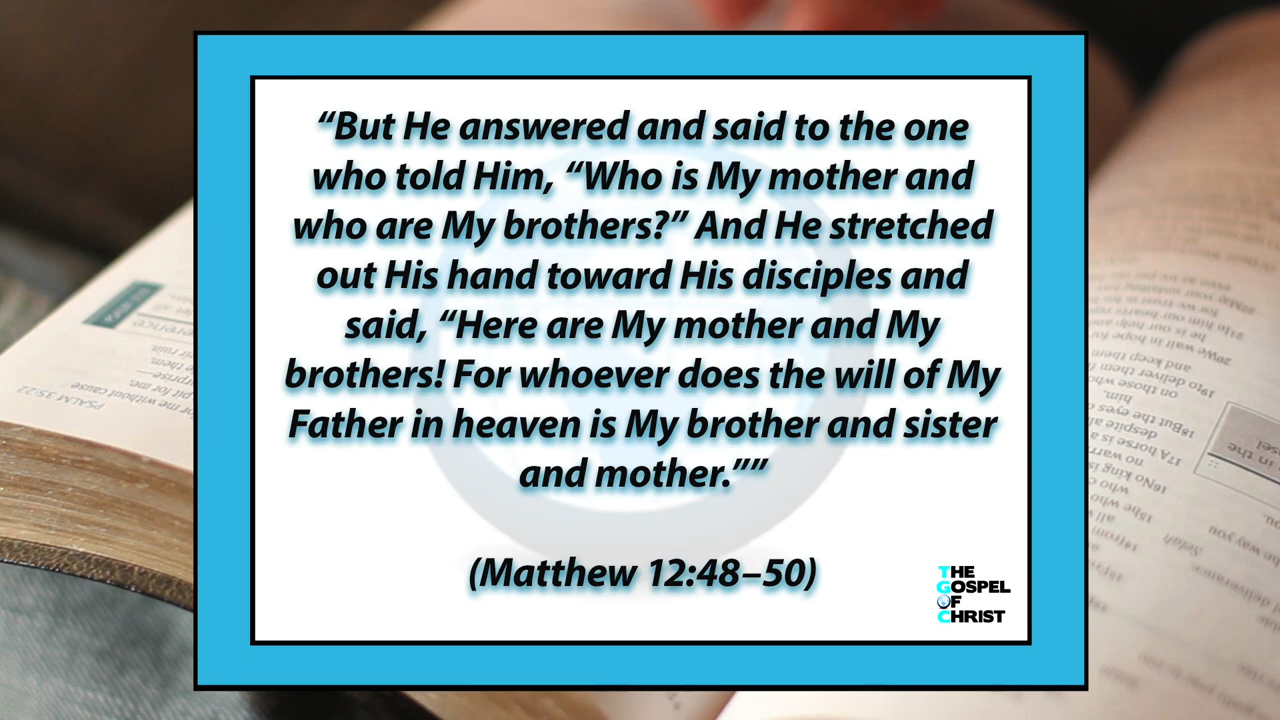 “But He answered and said to the one
who told Him, “Who is My mother and
who are My brothers?” And He stretched
out His hand toward His disciples and
said, “Here are My mother and My
brothers! For whoever does the will of My
Father in heaven is My brother and sister
and mother.””
(Matthew 12:48–50)
THE
GOSPEL
OF
CHRIST
PSALM 35:22